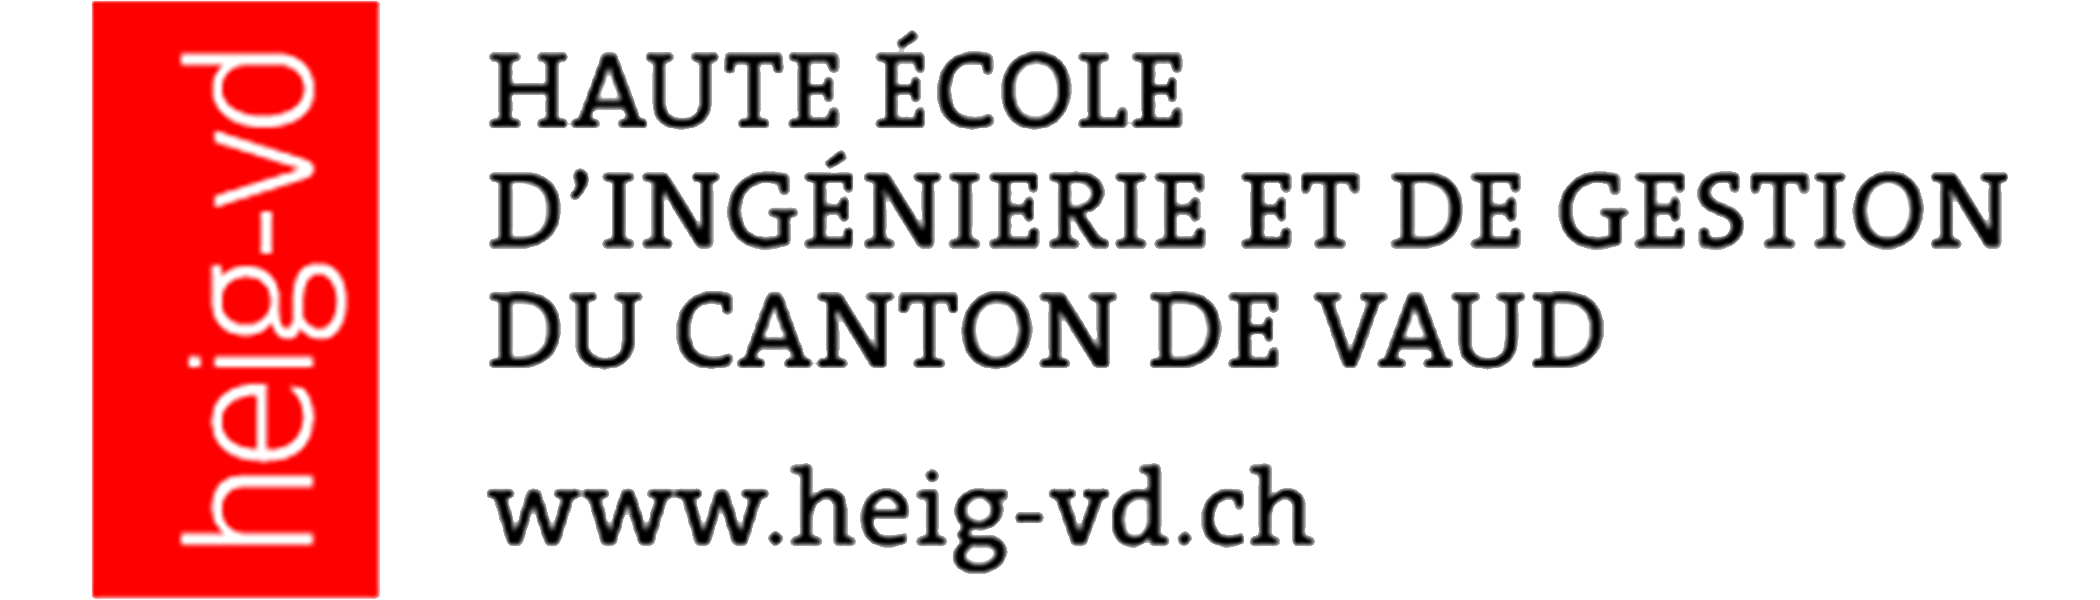 heig-vd
HAUTE ÉCOLE
D’INGÉNIERIE ET DE GESTION
DU CANTON DE VAUD
www.heig-vd.ch